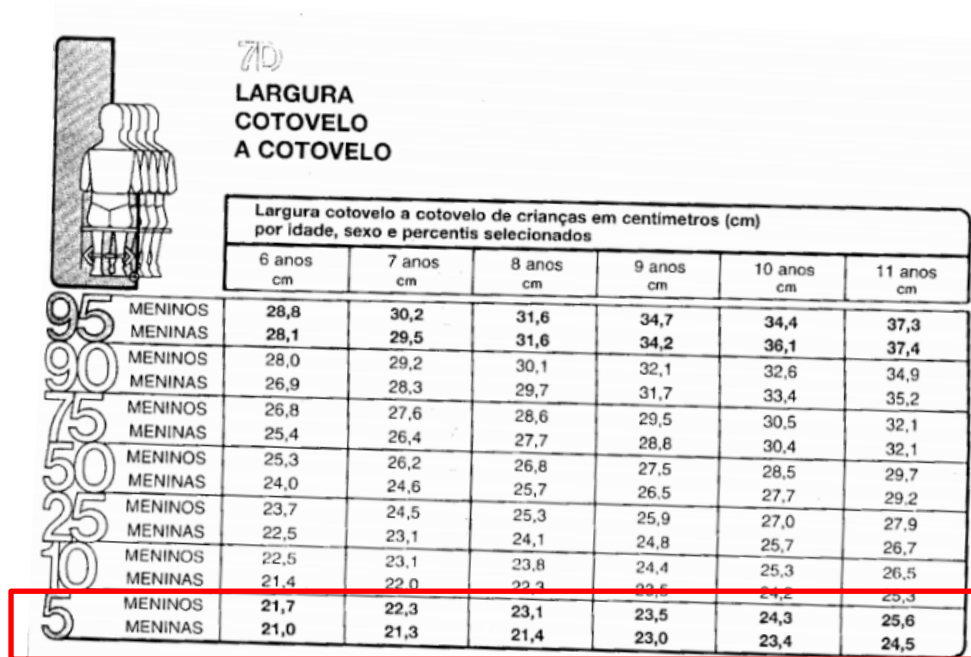 7D
LARGURA
COTOVELO
A COTOVELO
Largura cotovelo a cotovelo de crianças em centímetros (cm)
por idade, sexo e percentis selecionados
6 anos 7 anos 8 anos 9 anos 10 anos 11 anos
cm cm cm cm cm cm
95 MENINOS 28,8 30,2 31,6 34,7 34,4 37,3
MENINAS 28,1 29,5 31,6 34,2 36,1 37,4
90 MENINOS 28,0 29,2 30,1 32,1 32,6 34,9
MENINAS 26,9 28,3 29,7 31,7 33,4 35,2
75 MENINOS 26,8 27,6 28,6 29,5 30,5 32,1
MENINAS 25,4 26,4 27,7 28,8 30,4 32,1
50 MENINOS 25,3 26,2 26,8 27,5 28,5 29,7
MENINAS 24,0 24,6 25,7 26,5 27,7 29,2
25 MENINOS 23,7 24,5 25,3 25,9 27,0 27,9
MENINAS 22,5 23,1 24,1 24,8 25,7 26,7
10 MENINOS 22,5 23,1 23,8 24,4 25,3 26,5
MENINAS 21,4 22,0 22,3 23,5 24,2 25,3
5 MENINOS 21,7 22,3 23,1 23,5 24,3 25,6
MENINAS 21,0 21,3 21,4 23,0 23,4 24,5